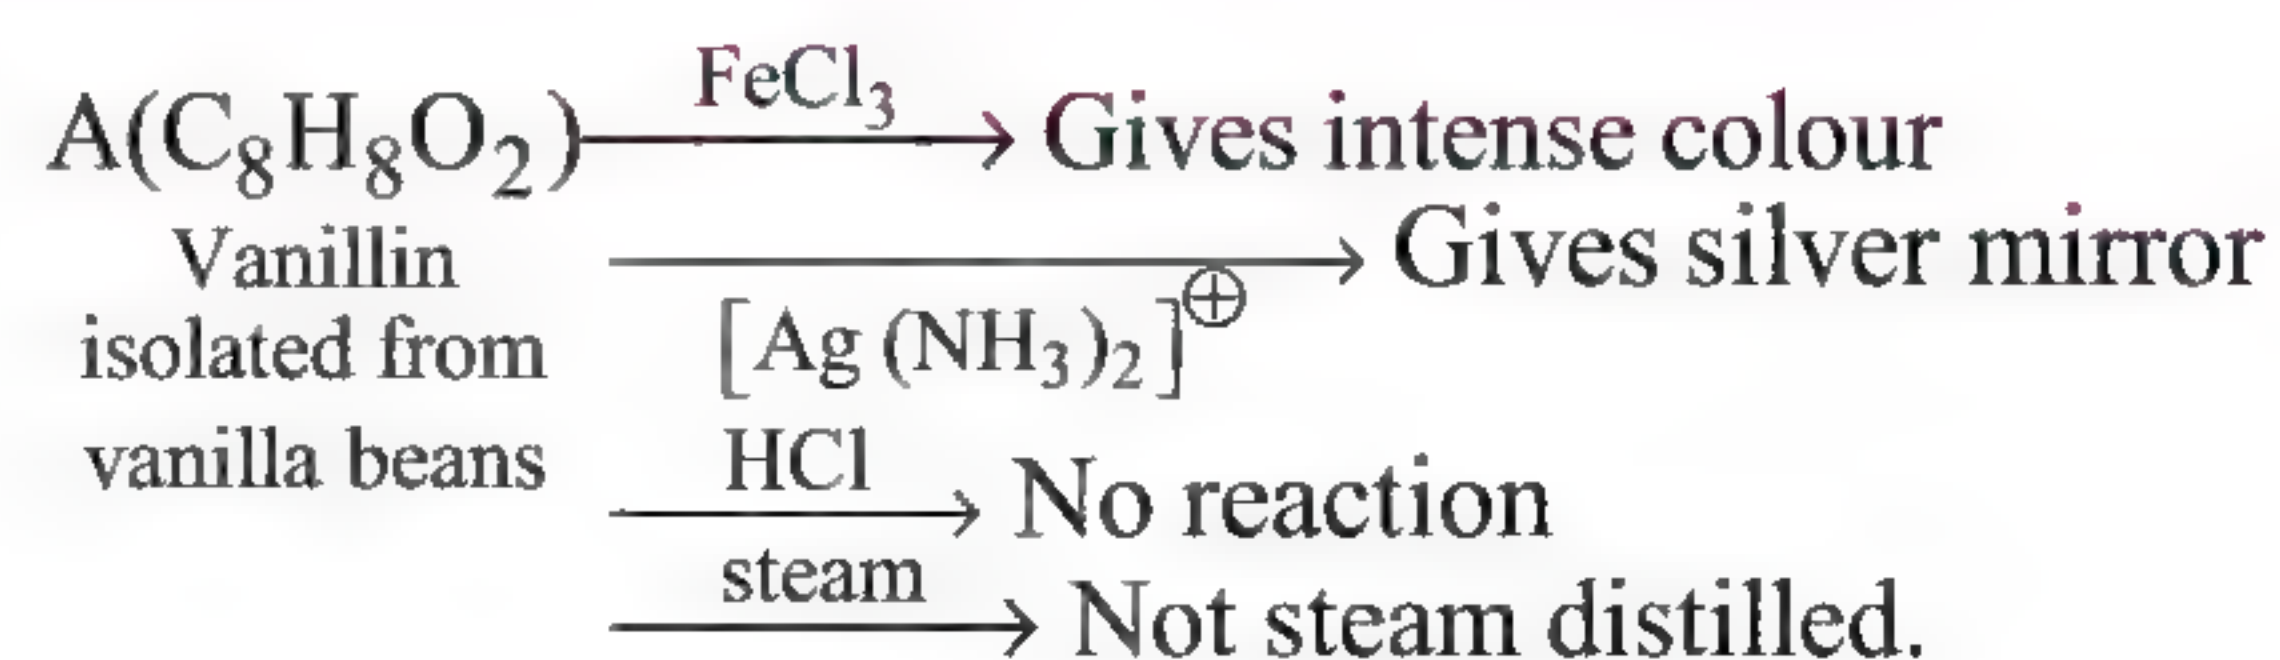 A(C₈H₈O₂) FeCl₃ → Gives intense colour
Vanillin → Gives silver mirror
isolated from [Ag (NH₃)₂]⊕
vanilla beans HCl → No reaction
steam → Not steam distilled.